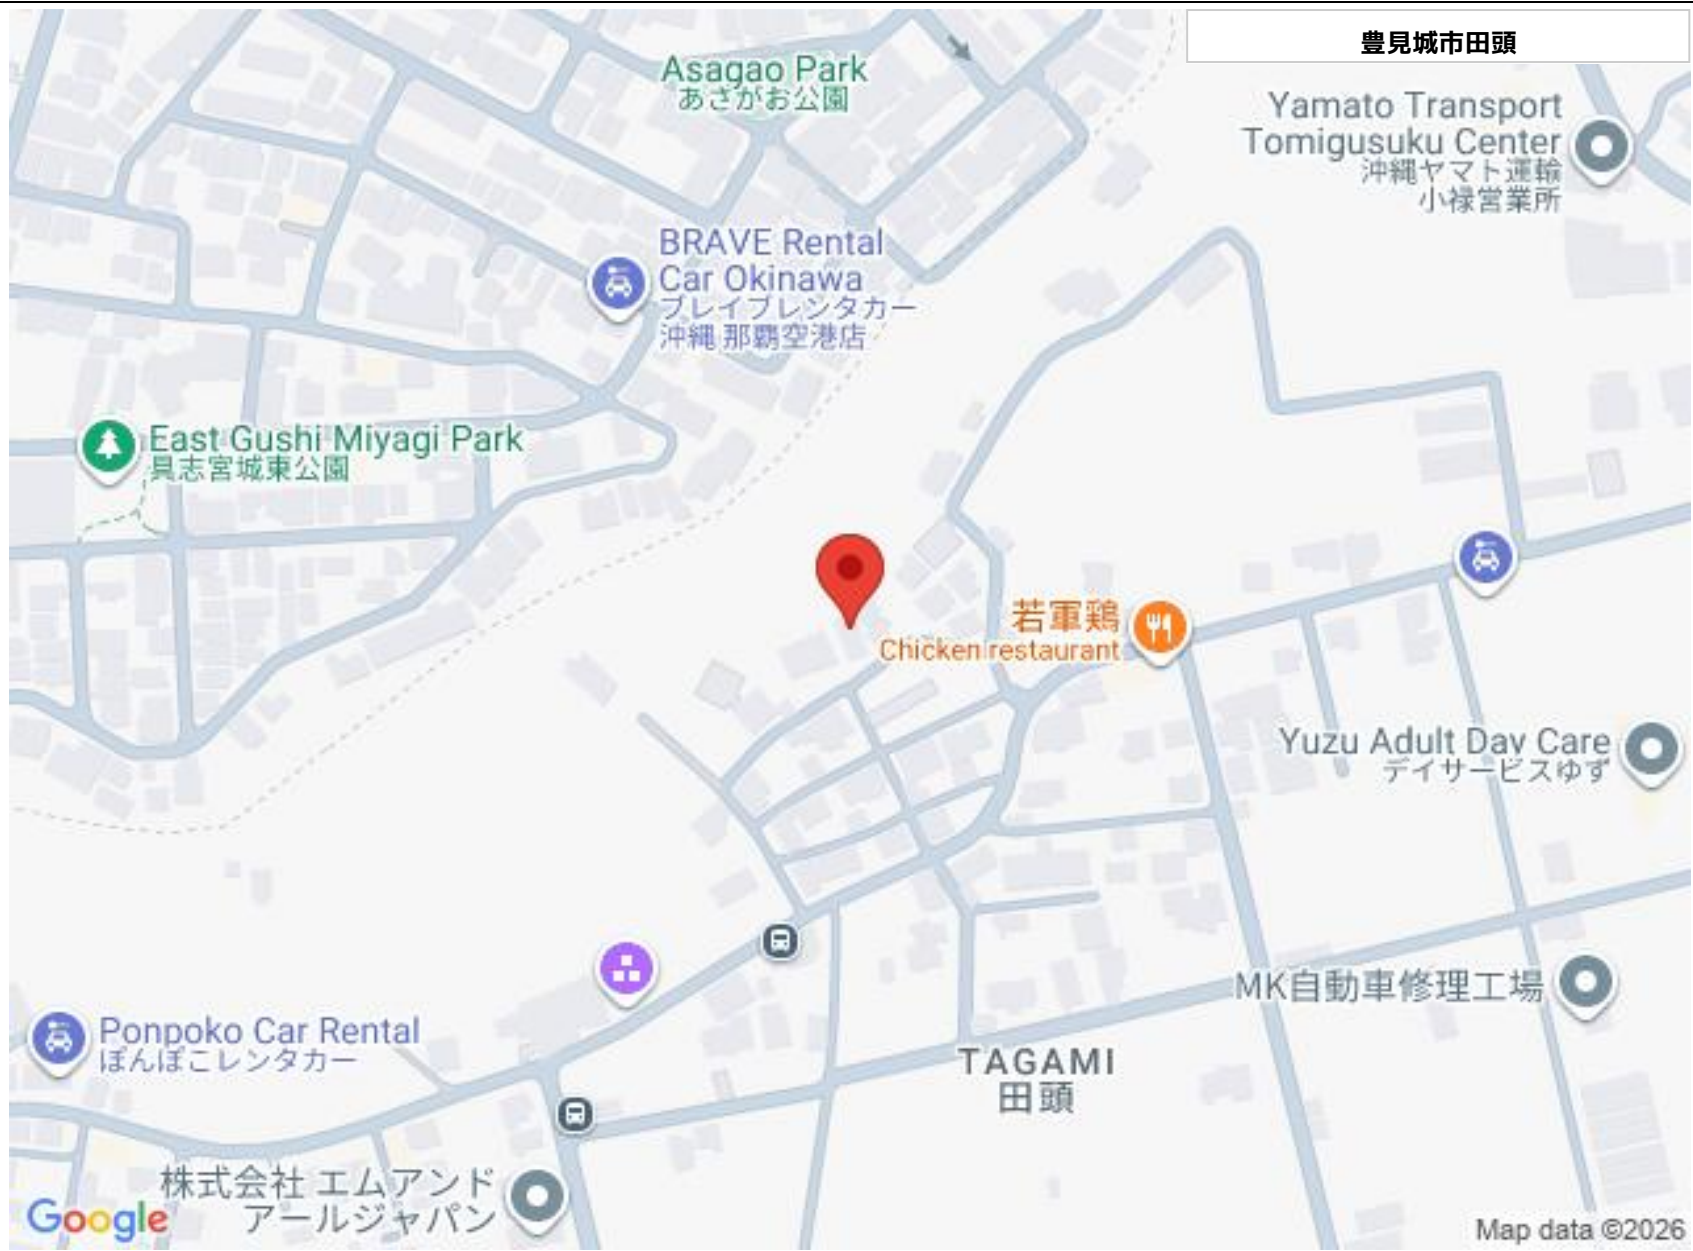 豊見城市田頭
Asagao Park
あさがお公園
Yamato Transport
Tomigusuku Center
沖縄ヤマト運輸
小禄営業所
BRAVE Rental
Car Okinawa
ブレイブレンタカー
沖縄 那覇空港店
East Gushi Miyagi Park
具志宮城東公園
若軍鶏
Chicken restaurant
Yuzu Adult Day Care
デイサービスゆず
MK自動車修理工場
Ponpoko Car Rental
ぽんぽこレンタカー
TAGAMI
田頭
株式会社 エムアンド
アールジャパン
Google
Map data ©2026